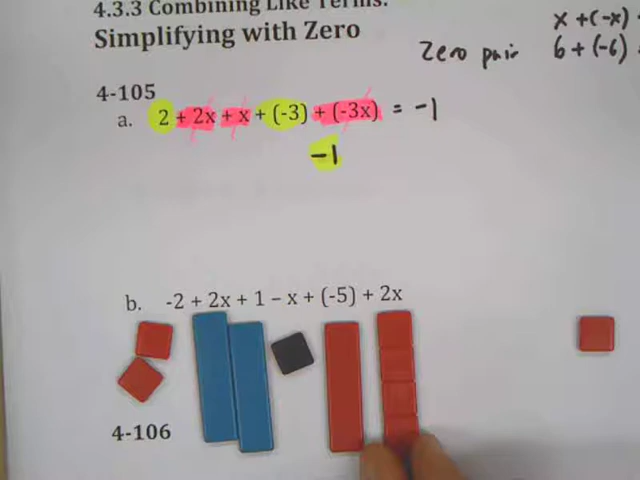 4.3.3 Combining Like Terms:
Simplifying with Zero
x + (-x)
Zero pair 6 + (-6)
4-105
a. 2 + 2x + x + (-3) + (-3x) = -1
-1
b. -2 + 2x + 1 – x + (-5) + 2x
4-106